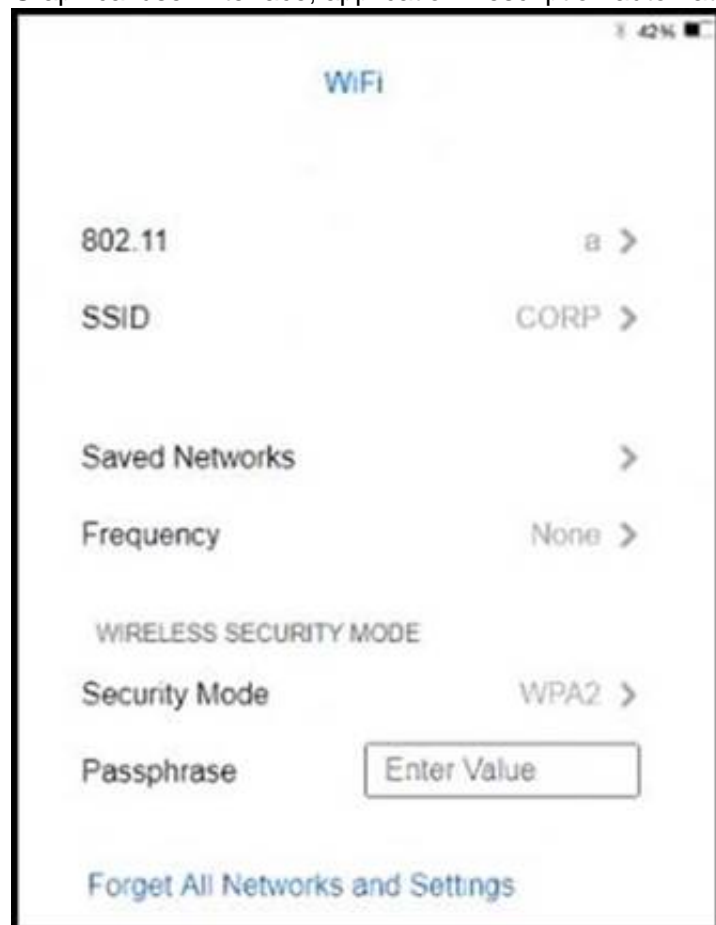 42%
WiFi
802.11 a >
SSID CORP >
Saved Networks >
Frequency None >
WIRELESS SECURITY MODE
Security Mode WPA2 >
Passphrase Enter Value
Forget All Networks and Settings